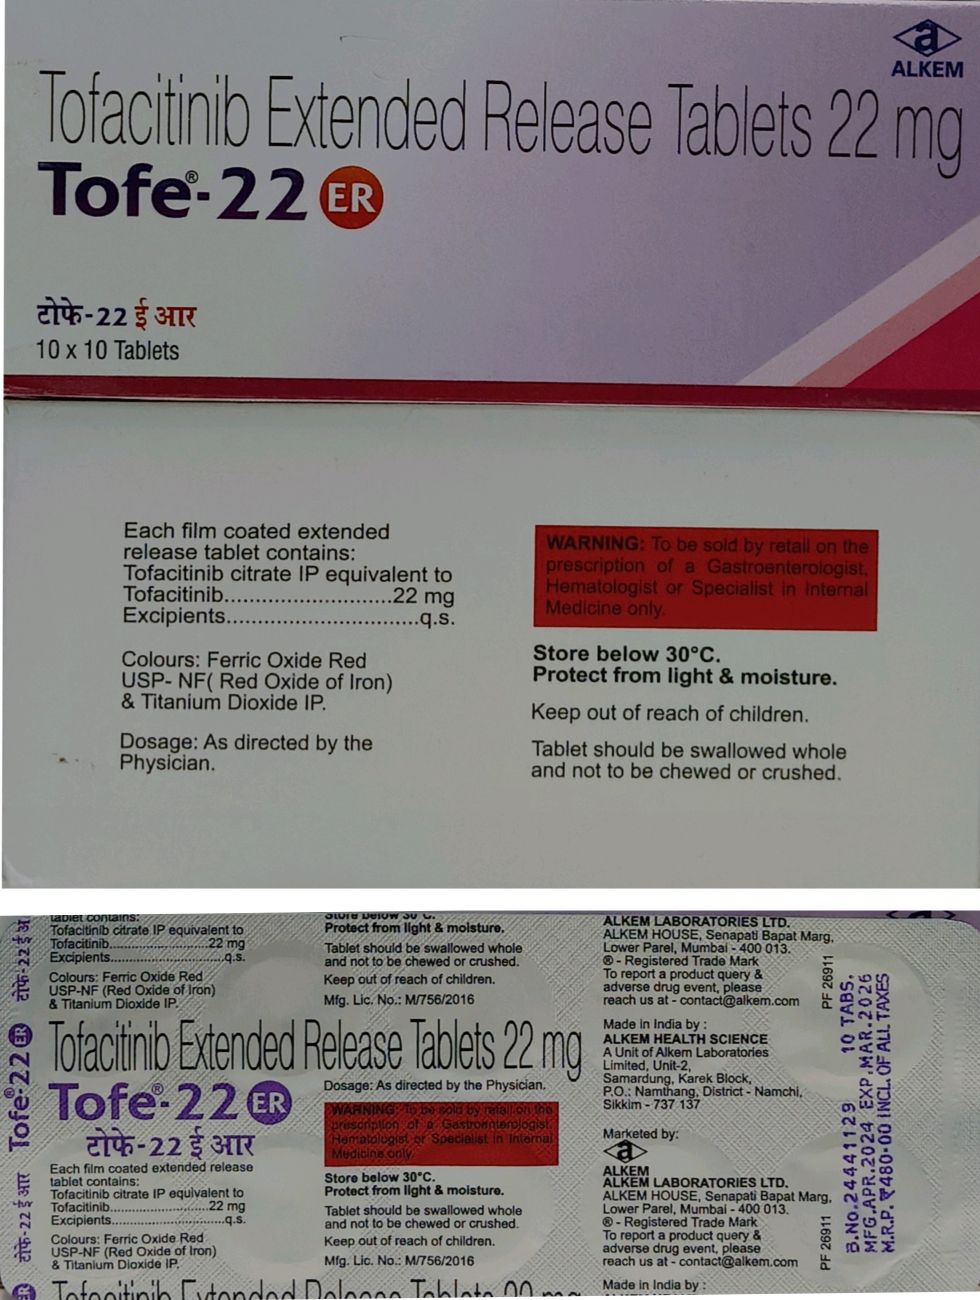 ALKEM
Tofacitinib Extended Release Tablets 22 mg
Tofe®-22 ER
टोफे-22 ई आर
10 x 10 Tablets
Each film coated extended
release tablet contains:
Tofacitinib citrate IP equivalent to
Tofacitinib............................22 mg
Excipients................................q.s.
Colours: Ferric Oxide Red
USP- NF( Red Oxide of Iron)
& Titanium Dioxide IP.
Dosage: As directed by the
Physician.
WARNING: To be sold by retail on the
prescription of a Gastroenterologist,
Hematologist or Specialist in Internal
Medicine only.
Store below 30°C.
Protect from light & moisture.
Keep out of reach of children.
Tablet should be swallowed whole
and not to be chewed or crushed.
tablet contains:
Tofacitinib citrate IP equivalent to
Tofacitinib............................22 mg
Excipients................................q.s.
Colours: Ferric Oxide Red
USP-NF (Red Oxide of Iron)
& Titanium Dioxide IP.
Store below 30°C.
Protect from light & moisture.
Tablet should be swallowed whole
and not to be chewed or crushed.
Keep out of reach of children.
Mfg. Lic. No.: M/756/2016
ALKEM LABORATORIES LTD.
ALKEM HOUSE, Senapati Bapat Marg,
Lower Parel, Mumbai - 400 013.
® - Registered Trade Mark
To report a product query &
adverse drug event, please
reach us at - contact@alkem.com
PF 26911
Tofacitinib Extended Release Tablets 22 mg
Tofe®-22 ER
टोफे-22 ई आर
Each film coated extended release
tablet contains:
Tofacitinib citrate IP equivalent to
Tofacitinib............................22 mg
Excipients................................q.s.
Colours: Ferric Oxide Red
USP-NF (Red Oxide of Iron)
& Titanium Dioxide IP.
Dosage: As directed by the Physician.
WARNING: To be sold by retail on the
prescription of a Gastroenterologist,
Hematologist or Specialist in Internal
Medicine only.
Store below 30°C.
Protect from light & moisture.
Tablet should be swallowed whole
and not to be chewed or crushed.
Keep out of reach of children.
Mfg. Lic. No.: M/756/2016
Made in India by :
ALKEM HEALTH SCIENCE
A Unit of Alkem Laboratories
Limited, Unit-2,
Samardung, Karek Block,
P.O.: Namthang, District - Namchi,
Sikkim - 737 137
Marketed by:
ALKEM
ALKEM LABORATORIES LTD.
ALKEM HOUSE, Senapati Bapat Marg,
Lower Parel, Mumbai - 400 013.
® - Registered Trade Mark
To report a product query &
adverse drug event, please
reach us at - contact@alkem.com
Made in India by :
PF 26911
B.No.24441129 10 TABS.
MFG.APR.2024 EXP.MAR.2026
M.R.P.₹480.00 INCL.OF ALL TAXES
टोफे-22 ई आर
Tofe®-22 ER
टोफे-22 ई आर
ER
Tofacitinib Extended Release Tablets 22 mg